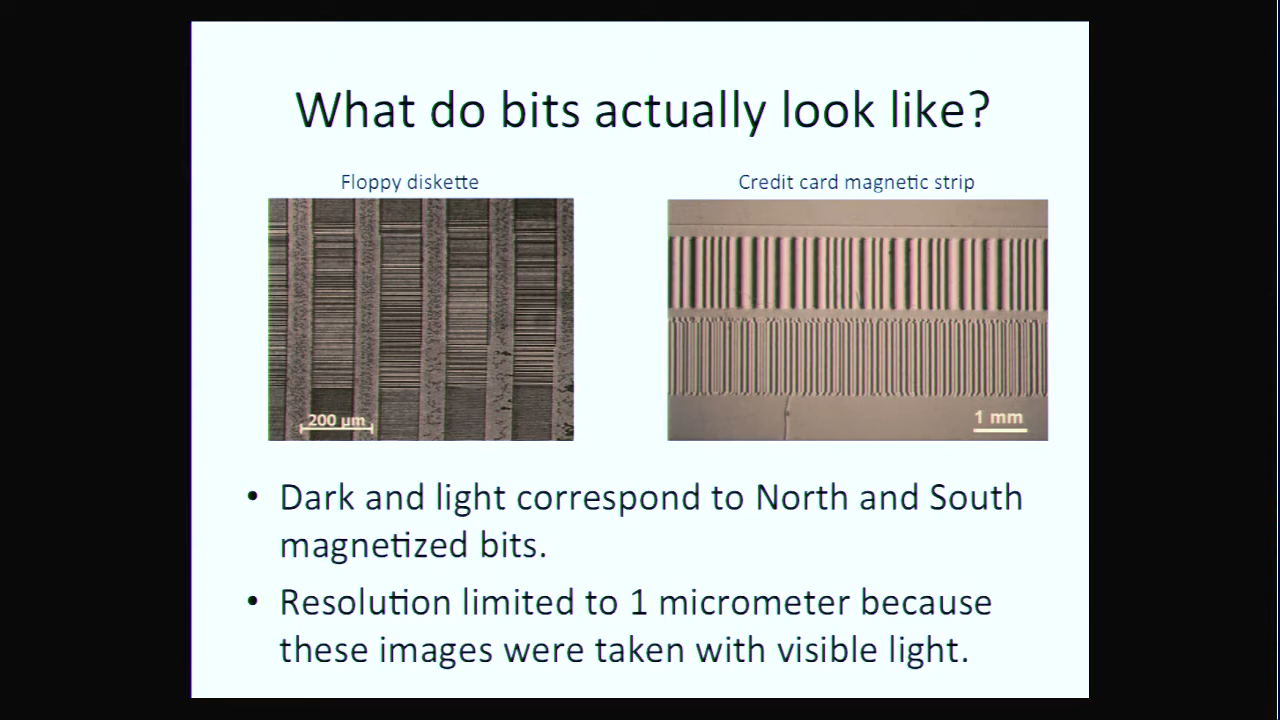 What do bits actually look like?
Floppy diskette
Credit card magnetic strip
200 µm
1 mm
• Dark and light correspond to North and South
magnetized bits.
• Resolution limited to 1 micrometer because
these images were taken with visible light.